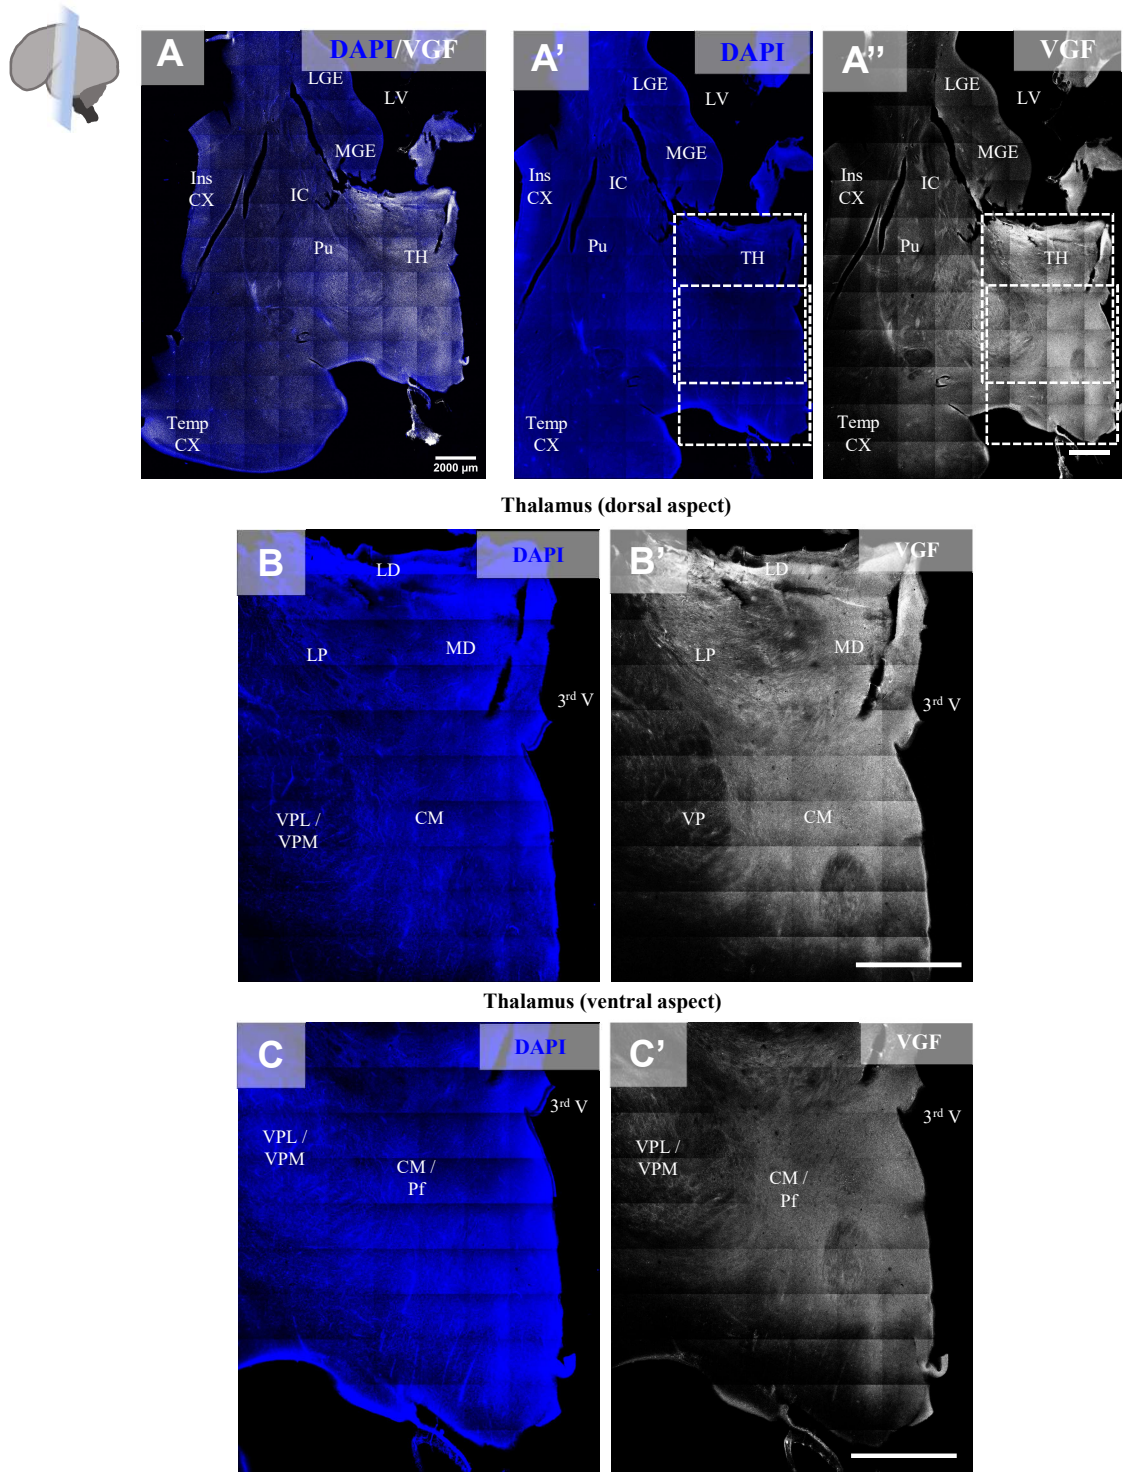 A
DAPI/VGF
LGE
LV
MGE
Ins
CX
IC
Pu
TH
Temp
CX
2000 µm
A'
DAPI
LGE
LV
MGE
Ins
CX
IC
Pu
TH
Temp
CX
A''
VGF
LGE
LV
MGE
Ins
CX
IC
Pu
TH
Temp
CX
Thalamus (dorsal aspect)
B
DAPI
LD
LP
MD
3rd V
VPL /
VPM
CM
B'
VGF
LD
LP
MD
3rd V
VP
CM
Thalamus (ventral aspect)
C
DAPI
3rd V
VPL /
VPM
CM /
Pf
C'
VGF
3rd V
VPL /
VPM
CM /
Pf